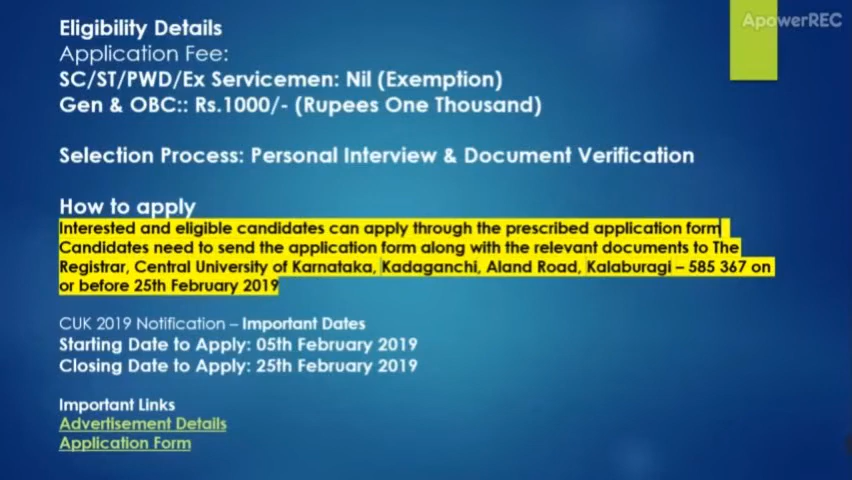 ApowerREC
Eligibility Details
Application Fee:
SC/ST/PWD/Ex Servicemen: Nil (Exemption)
Gen & OBC:: Rs.1000/- (Rupees One Thousand)
Selection Process: Personal Interview & Document Verification
How to apply
Interested and eligible candidates can apply through the prescribed application form
Candidates need to send the application form along with the relevant documents to The
Registrar, Central University of Karnataka, Kadaganchi, Aland Road, Kalaburagi – 585 367 on
or before 25th February 2019
CUK 2019 Notification – Important Dates
Starting Date to Apply: 05th February 2019
Closing Date to Apply: 25th February 2019
Important Links
Advertisement Details
Application Form